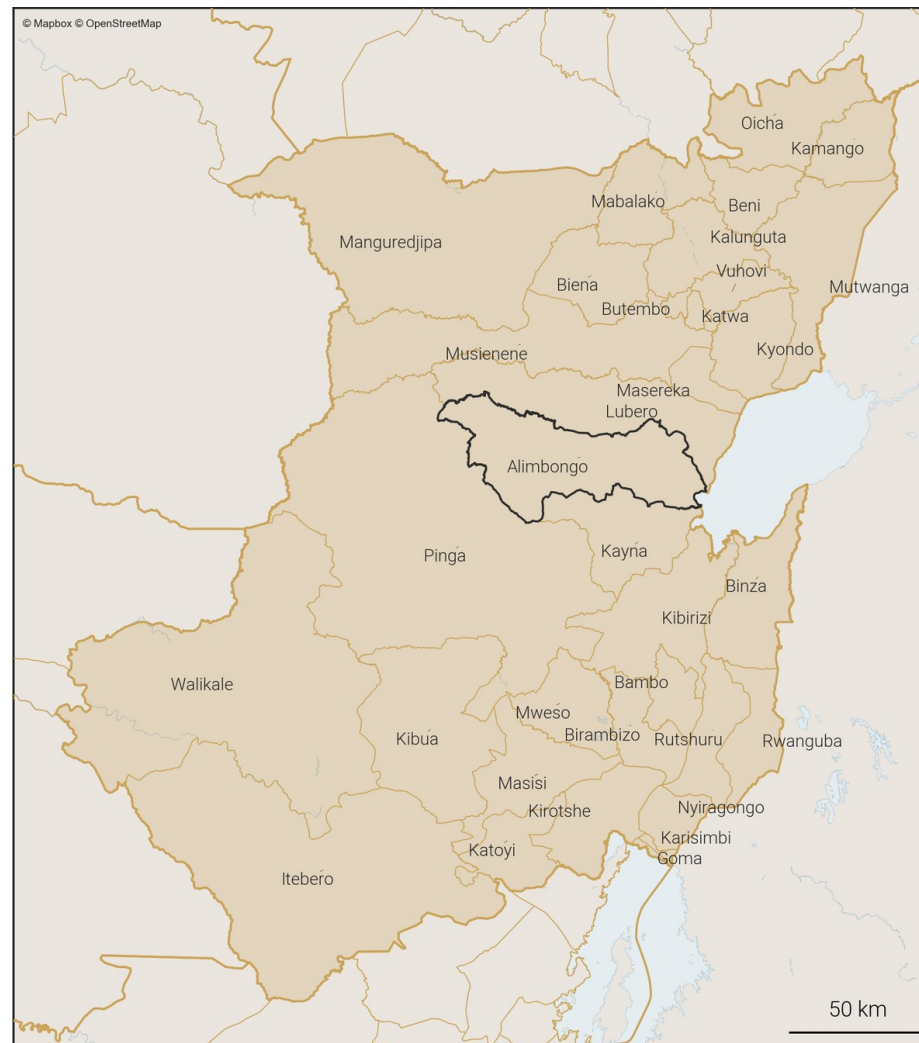 © Mapbox © OpenStreetMap
Oicha
Kamango
Mabalako
Beni
Manguredjipa
Kalunguta
Vuhovi
Biena
Mutwanga
Butembo
Katwa
Musienene
Kyondo
Masereka
Lubero
Alimbongo
Pinga
Kayna
Binza
Kibirizi
Walikale
Bambo
Mweso
Kibua
Birambizo
Rutshuru
Rwanguba
Masisi
Kirotshe
Nyiragongo
Karisimbi
Katoyi
Goma
Itebero
50 km